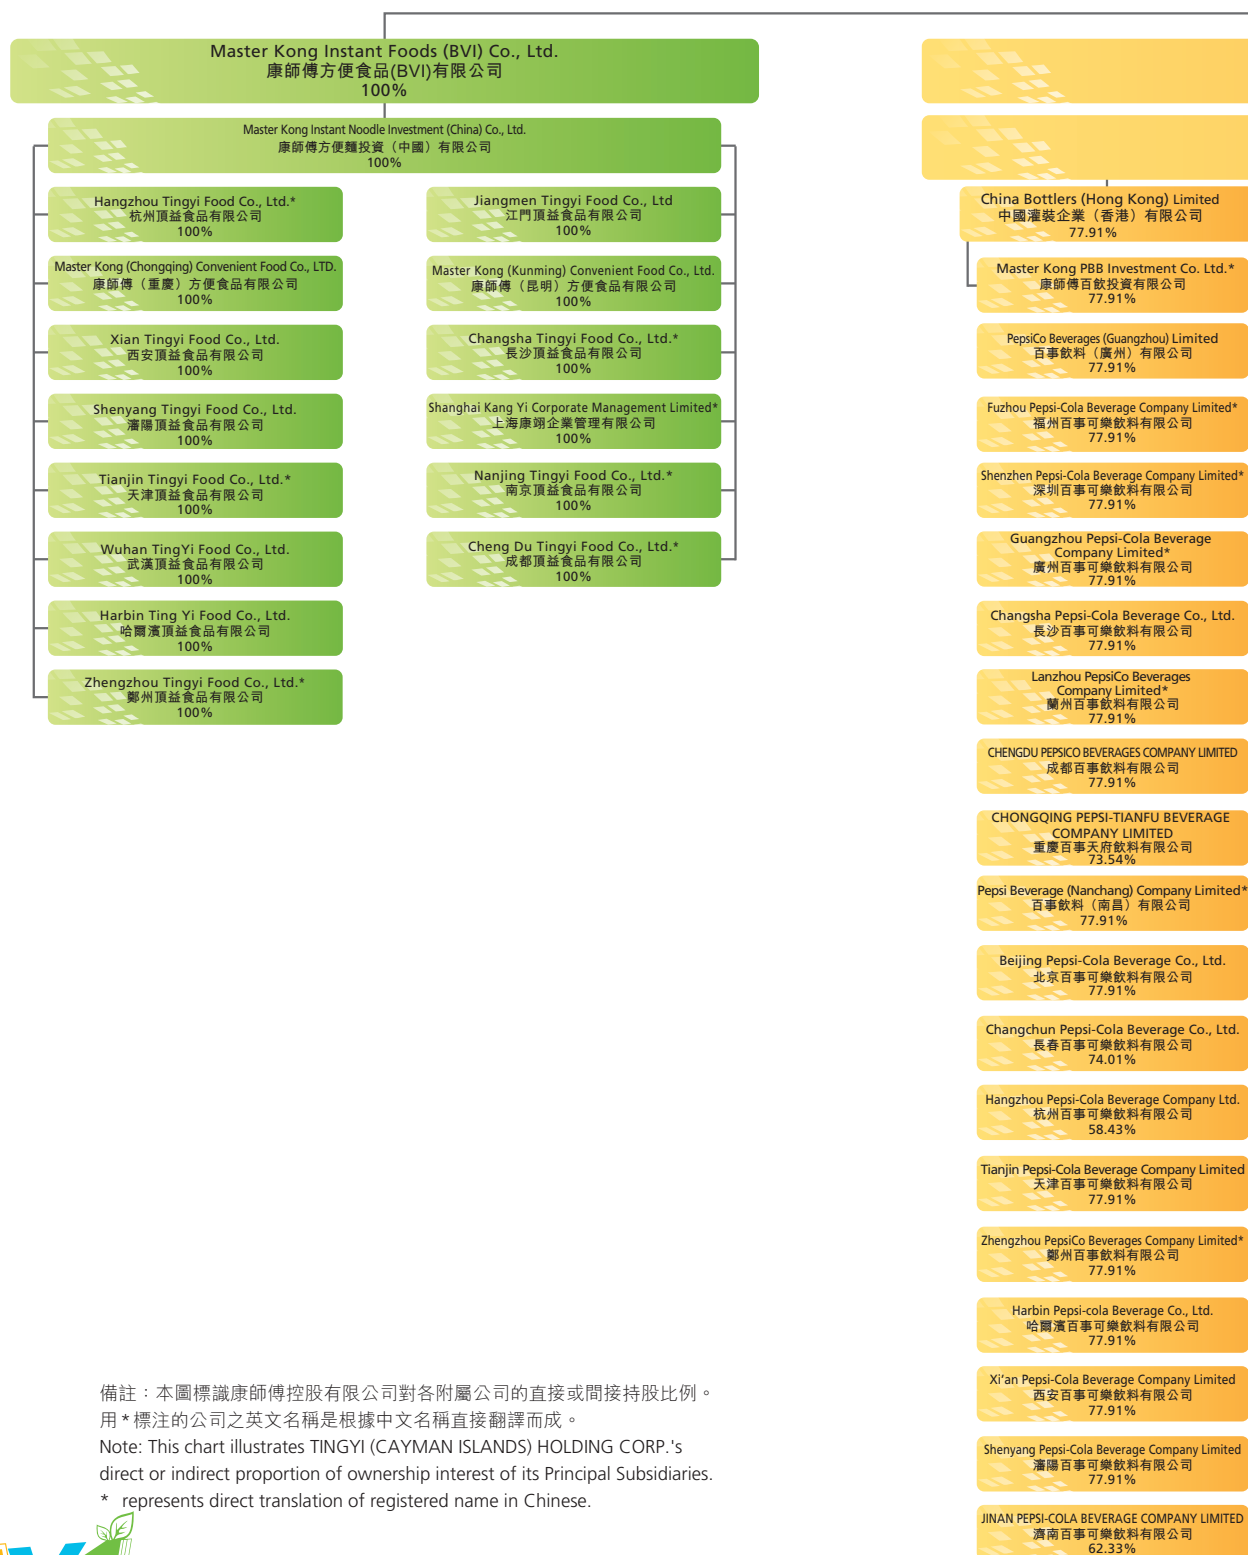 Master Kong Instant Foods (BVI) Co., Ltd.
康師傅方便食品(BVI)有限公司
100%
Master Kong Instant Noodle Investment (China) Co., Ltd.
康師傅方便麵投資（中國）有限公司
100%
Hangzhou Tingyi Food Co., Ltd.*
杭州頂益食品有限公司
100%
Master Kong (Chongqing) Convenient Food Co., LTD.
康師傅（重慶）方便食品有限公司
100%
Xian Tingyi Food Co., Ltd.
西安頂益食品有限公司
100%
Shenyang Tingyi Food Co., Ltd.
瀋陽頂益食品有限公司
100%
Tianjin Tingyi Food Co., Ltd.*
天津頂益食品有限公司
100%
Wuhan TingYi Food Co., Ltd.
武漢頂益食品有限公司
100%
Harbin Ting Yi Food Co., Ltd.
哈爾濱頂益食品有限公司
100%
Zhengzhou Tingyi Food Co., Ltd.*
鄭州頂益食品有限公司
100%
Jiangmen Tingyi Food Co., Ltd
江門頂益食品有限公司
100%
Master Kong (Kunming) Convenient Food Co., Ltd.
康師傅（昆明）方便食品有限公司
100%
Changsha Tingyi Food Co., Ltd.*
長沙頂益食品有限公司
100%
Shanghai Kang Yi Corporate Management Limited*
上海康翊企業管理有限公司
100%
Nanjing Tingyi Food Co., Ltd.*
南京頂益食品有限公司
100%
Cheng Du Tingyi Food Co., Ltd.*
成都頂益食品有限公司
100%
China Bottlers (Hong Kong) Limited
中國灌裝企業（香港）有限公司
77.91%
Master Kong PBB Investment Co. Ltd.*
康師傅百飲投資有限公司
77.91%
PepsiCo Beverages (Guangzhou) Limited
百事飲料（廣州）有限公司
77.91%
Fuzhou Pepsi-Cola Beverage Company Limited*
福州百事可樂飲料有限公司
77.91%
Shenzhen Pepsi-Cola Beverage Company Limited*
深圳百事可樂飲料有限公司
77.91%
Guangzhou Pepsi-Cola Beverage
Company Limited*
廣州百事可樂飲料有限公司
77.91%
Changsha Pepsi-Cola Beverage Co., Ltd.
長沙百事可樂飲料有限公司
77.91%
Lanzhou PepsiCo Beverages
Company Limited*
蘭州百事飲料有限公司
77.91%
CHENGDU PEPSICO BEVERAGES COMPANY LIMITED
成都百事飲料有限公司
77.91%
CHONGQING PEPSI-TIANFU BEVERAGE
COMPANY LIMITED
重慶百事天府飲料有限公司
73.54%
Pepsi Beverage (Nanchang) Company Limited*
百事飲料（南昌）有限公司
77.91%
Beijing Pepsi-Cola Beverage Co., Ltd.
北京百事可樂飲料有限公司
77.91%
Changchun Pepsi-Cola Beverage Co., Ltd.
長春百事可樂飲料有限公司
74.01%
Hangzhou Pepsi-Cola Beverage Company Ltd.
杭州百事可樂飲料有限公司
58.43%
Tianjin Pepsi-Cola Beverage Company Limited
天津百事可樂飲料有限公司
77.91%
Zhengzhou PepsiCo Beverages Company Limited*
鄭州百事飲料有限公司
77.91%
Harbin Pepsi-cola Beverage Co., Ltd.
哈爾濱百事可樂飲料有限公司
77.91%
Xi'an Pepsi-Cola Beverage Company Limited
西安百事可樂飲料有限公司
77.91%
Shenyang Pepsi-Cola Beverage Company Limited
瀋陽百事可樂飲料有限公司
77.91%
JINAN PEPSI-COLA BEVERAGE COMPANY LIMITED
濟南百事可樂飲料有限公司
62.33%
備註：本圖標識康師傅控股有限公司對各附屬公司的直接或間接持股比例。
用*標注的公司之英文名稱是根據中文名稱直接翻譯而成。
Note: This chart illustrates TINGYI (CAYMAN ISLANDS) HOLDING CORP.'s
direct or indirect proportion of ownership interest of its Principal Subsidiaries.
* represents direct translation of registered name in Chinese.